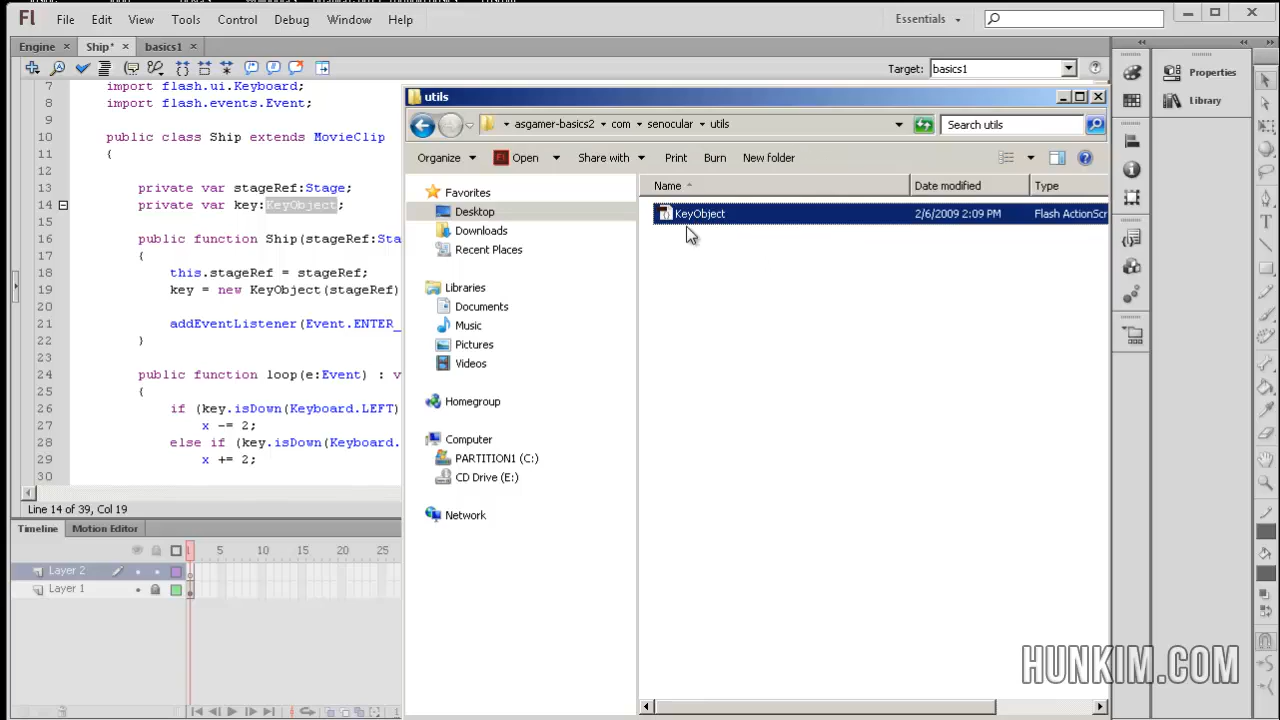 Fl File Edit View Tools Control Debug Window Help Essentials
Engine × Ship* × basics1 ×
Target: basics1
7 import flash.ui.Keyboard;
8 import flash.events.Event;
9
10 public class Ship extends MovieClip
11 {
12
13 private var stageRef:Stage;
14 private var key:KeyObject;
15
16 public function Ship(stageRef:Sta
17 {
18 this.stageRef = stageRef;
19 key = new KeyObject(stageRef)
20
21 addEventListener(Event.ENTER_
22 }
23
24 public function loop(e:Event) : v
25 {
26 if (key.isDown(Keyboard.LEFT)
27 x -= 2;
28 else if (key.isDown(Keyboard.
29 x += 2;
30
Line 14 of 39, Col 19
Timeline Motion Editor
1 5 10 15 20 25
Layer 2
Layer 1
1
utils
asgamer-basics2 com senocular utils
Search utils
Organize Open Share with Print Burn New folder
Name Date modified Type
KeyObject 2/6/2009 2:09 PM Flash ActionScr
Favorites
Desktop
Downloads
Recent Places
Libraries
Documents
Music
Pictures
Videos
Homegroup
Computer
PARTITION1 (C:)
CD Drive (E:)
Network
Properties
Library
HUNKIM.COM